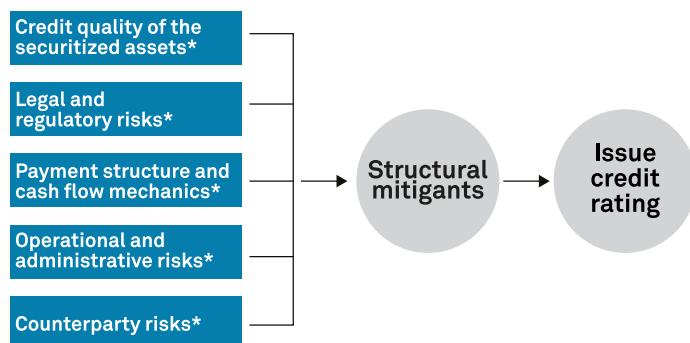 Credit quality of the
securitized assets*
Legal and
regulatory risks*
Payment structure and
cash flow mechanics*
Operational and
administrative risks*
Counterparty risks*
Structural
mitigants
Issue
credit
rating